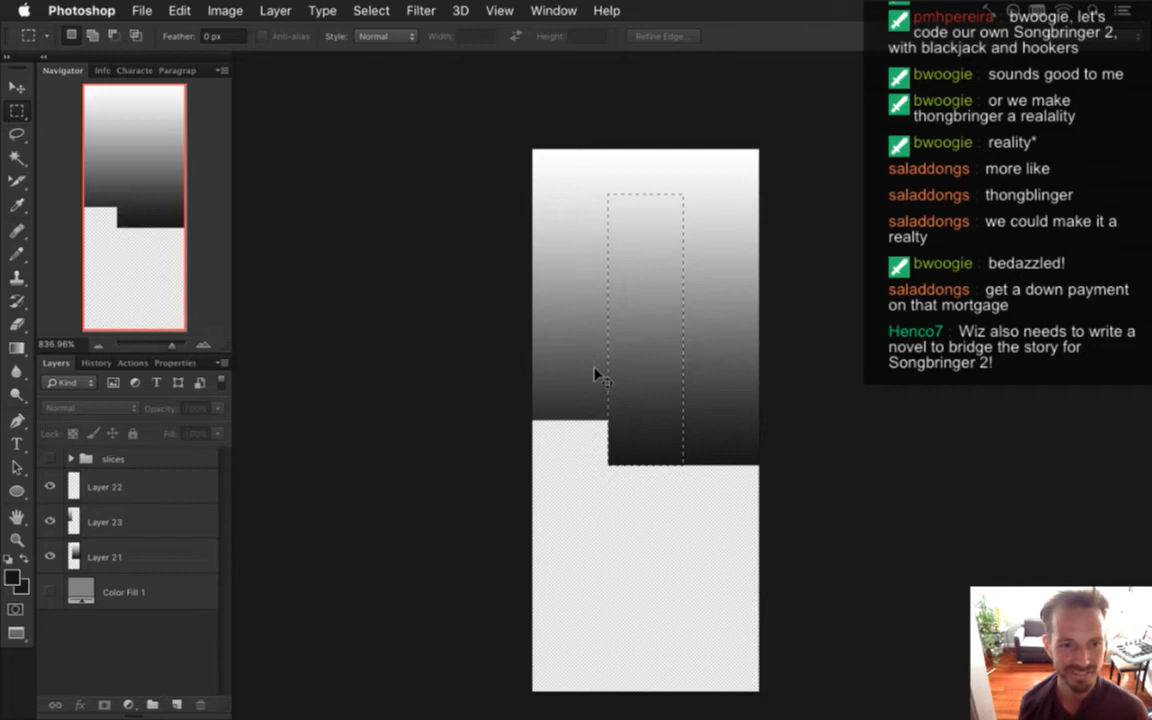 Photoshop File Edit Image Layer Type Select Filter 3D View Window Help
Feather: 0 px Anti-alias Style: Normal Width: Height: Refine Edge...
Navigator Info Characte Paragrap
836.96%
Layers History Actions Properties
Kind
Normal Opacity: 100%
Lock: Fill: 100%
slices
Layer 22
Layer 23
Layer 21
Color Fill 1
pmhpereira : bwoogie, let's
code our own Songbringer 2,
with blackjack and hookers
bwoogie : sounds good to me
bwoogie : or we make
thongbringer a realality
bwoogie : reality*
saladdongs : more like
saladdongs : thongblinger
saladdongs : we could make it a
realty
bwoogie : bedazzled!
saladdongs : get a down payment
on that mortgage
Henco7 : Wiz also needs to write a
novel to bridge the story for
Songbringer 2!